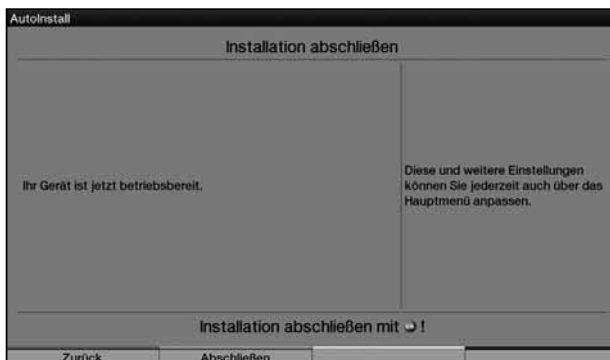 AutoInstall
Installation abschließen
Ihr Gerät ist jetzt betriebsbereit.
Diese und weitere Einstellungen
können Sie jederzeit auch über das
Hauptmenü anpassen.
Installation abschließen mit !
Zurück
Abschließen